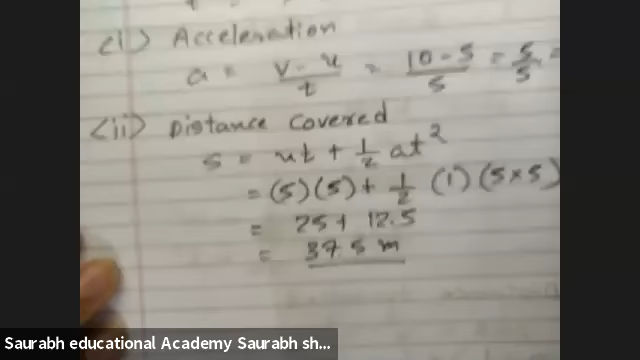 (i) Acceleration
a = v - u / t = 10 - 5 / 5 = 5 / 5 =
(ii) Distance covered
s = ut + 1/2 at²
= (5)(5) + 1/2 (1) (5×5)
= 25 + 12.5
= 37.5 m
Saurabh educational Academy Saurabh sh...